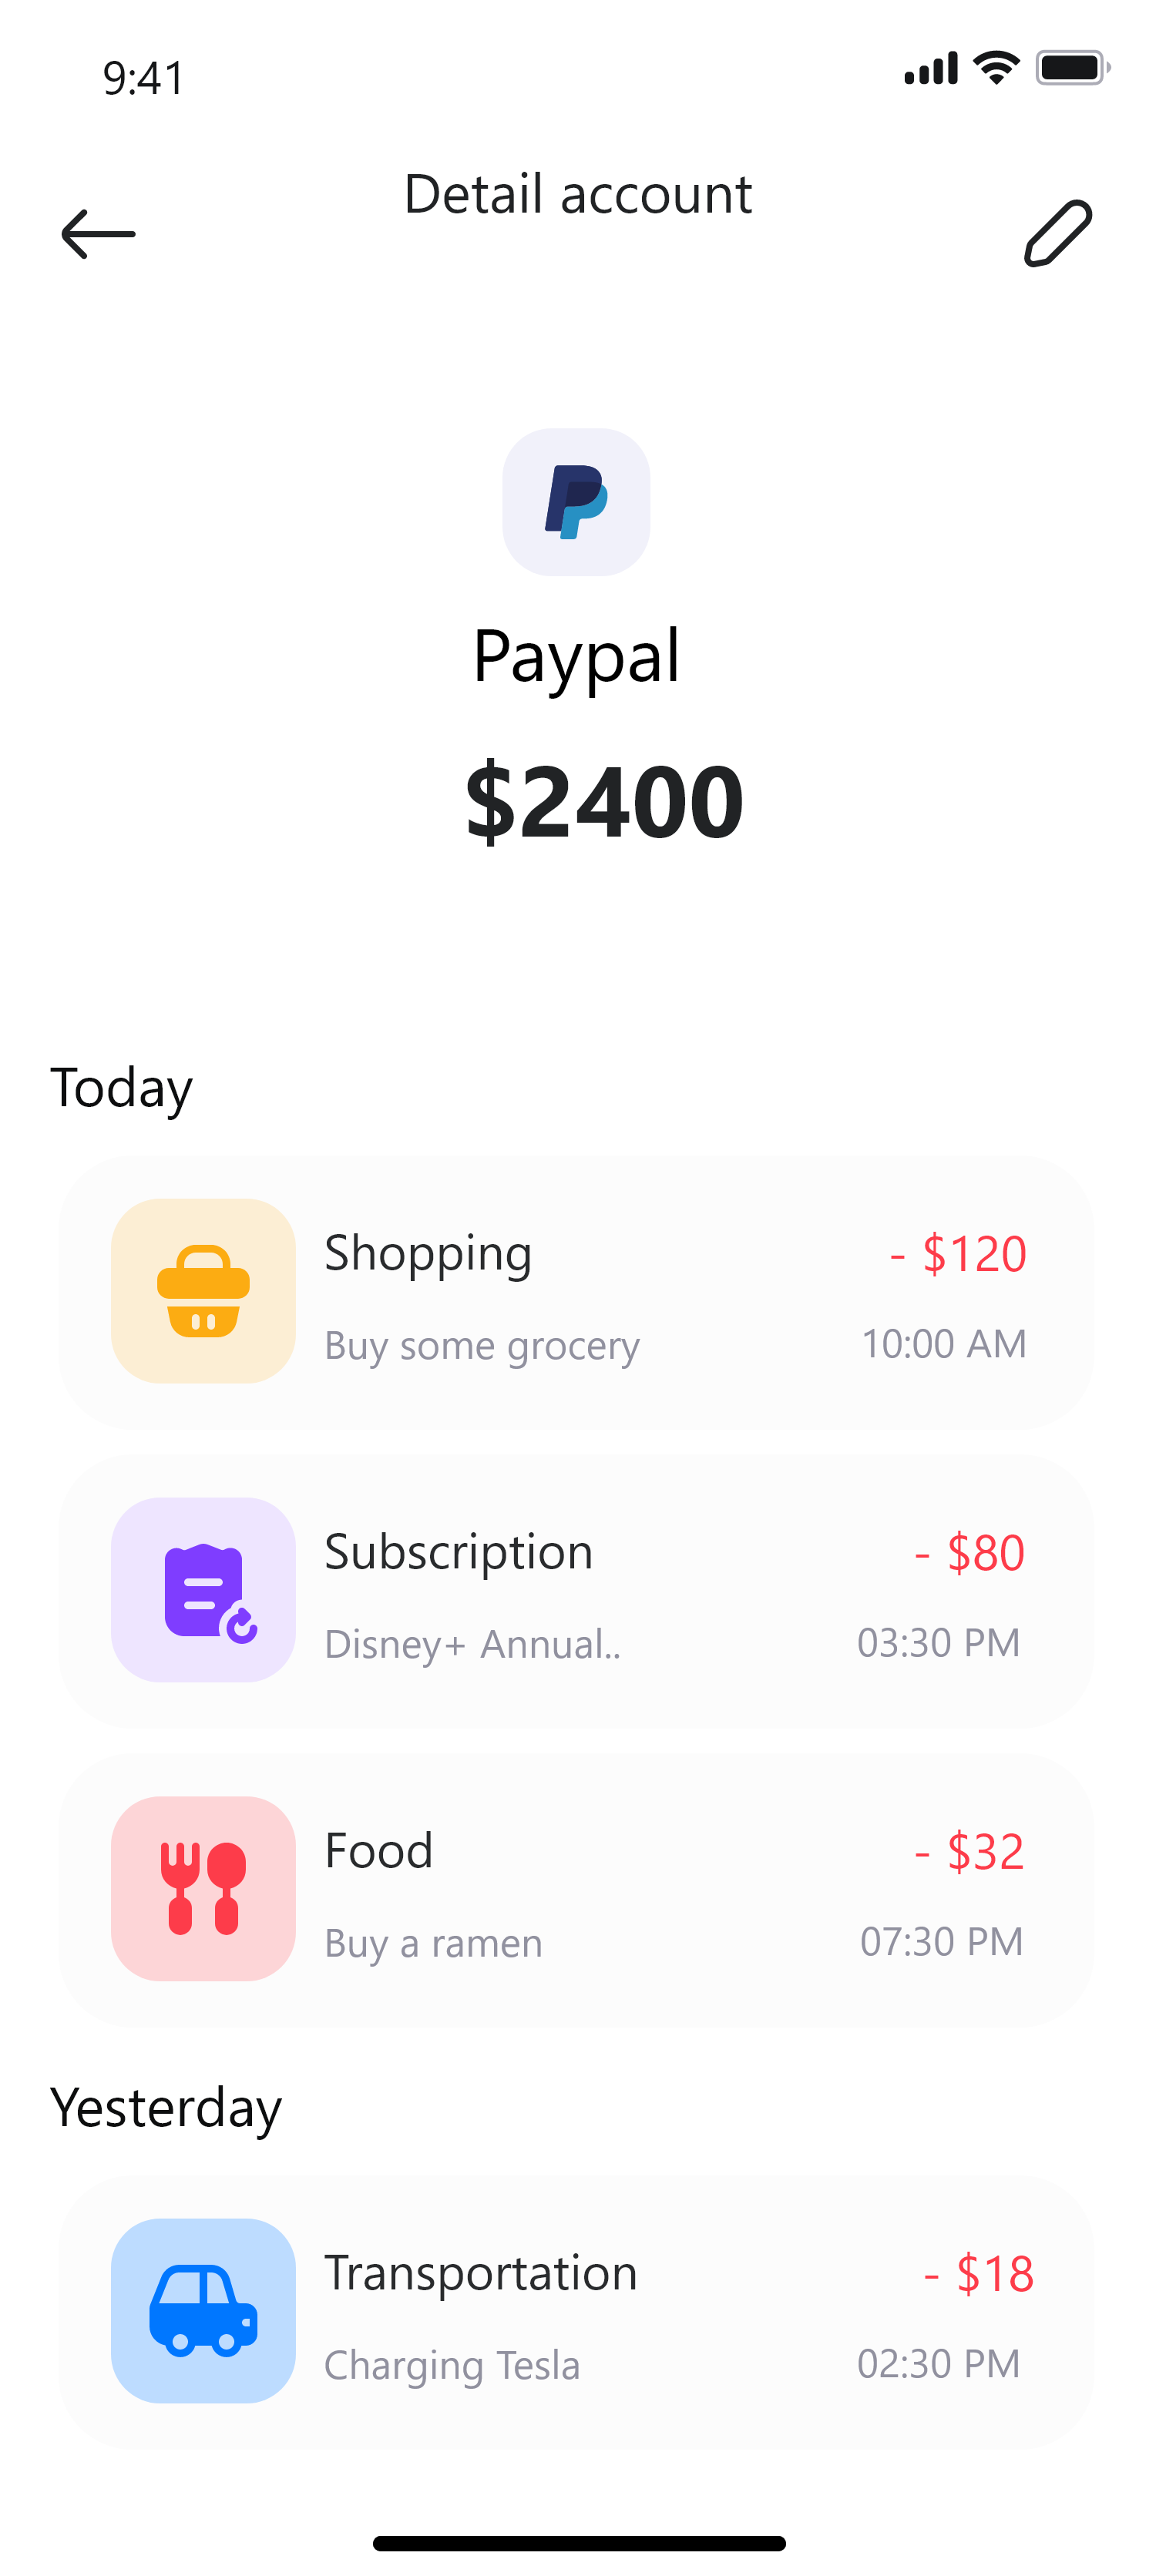 9:41
Detail account
Paypal
$2400
Today
Shopping
- $120
Buy some grocery
10:00 AM
Subscription
- $80
Disney+ Annual..
03:30 PM
Food
- $32
Buy a ramen
07:30 PM
Yesterday
Transportation
- $18
Charging Tesla
02:30 PM